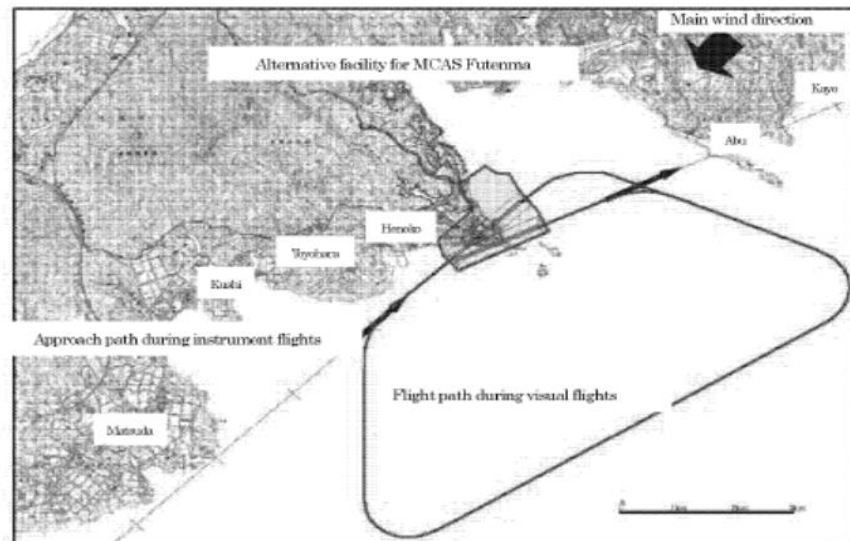 Main wind direction
Alternative facility for MCAS Futenma
Kayo
Abu
Henoko
Toyohara
Kushi
Approach path during instrument flights
Flight path during visual flights
Matsuda